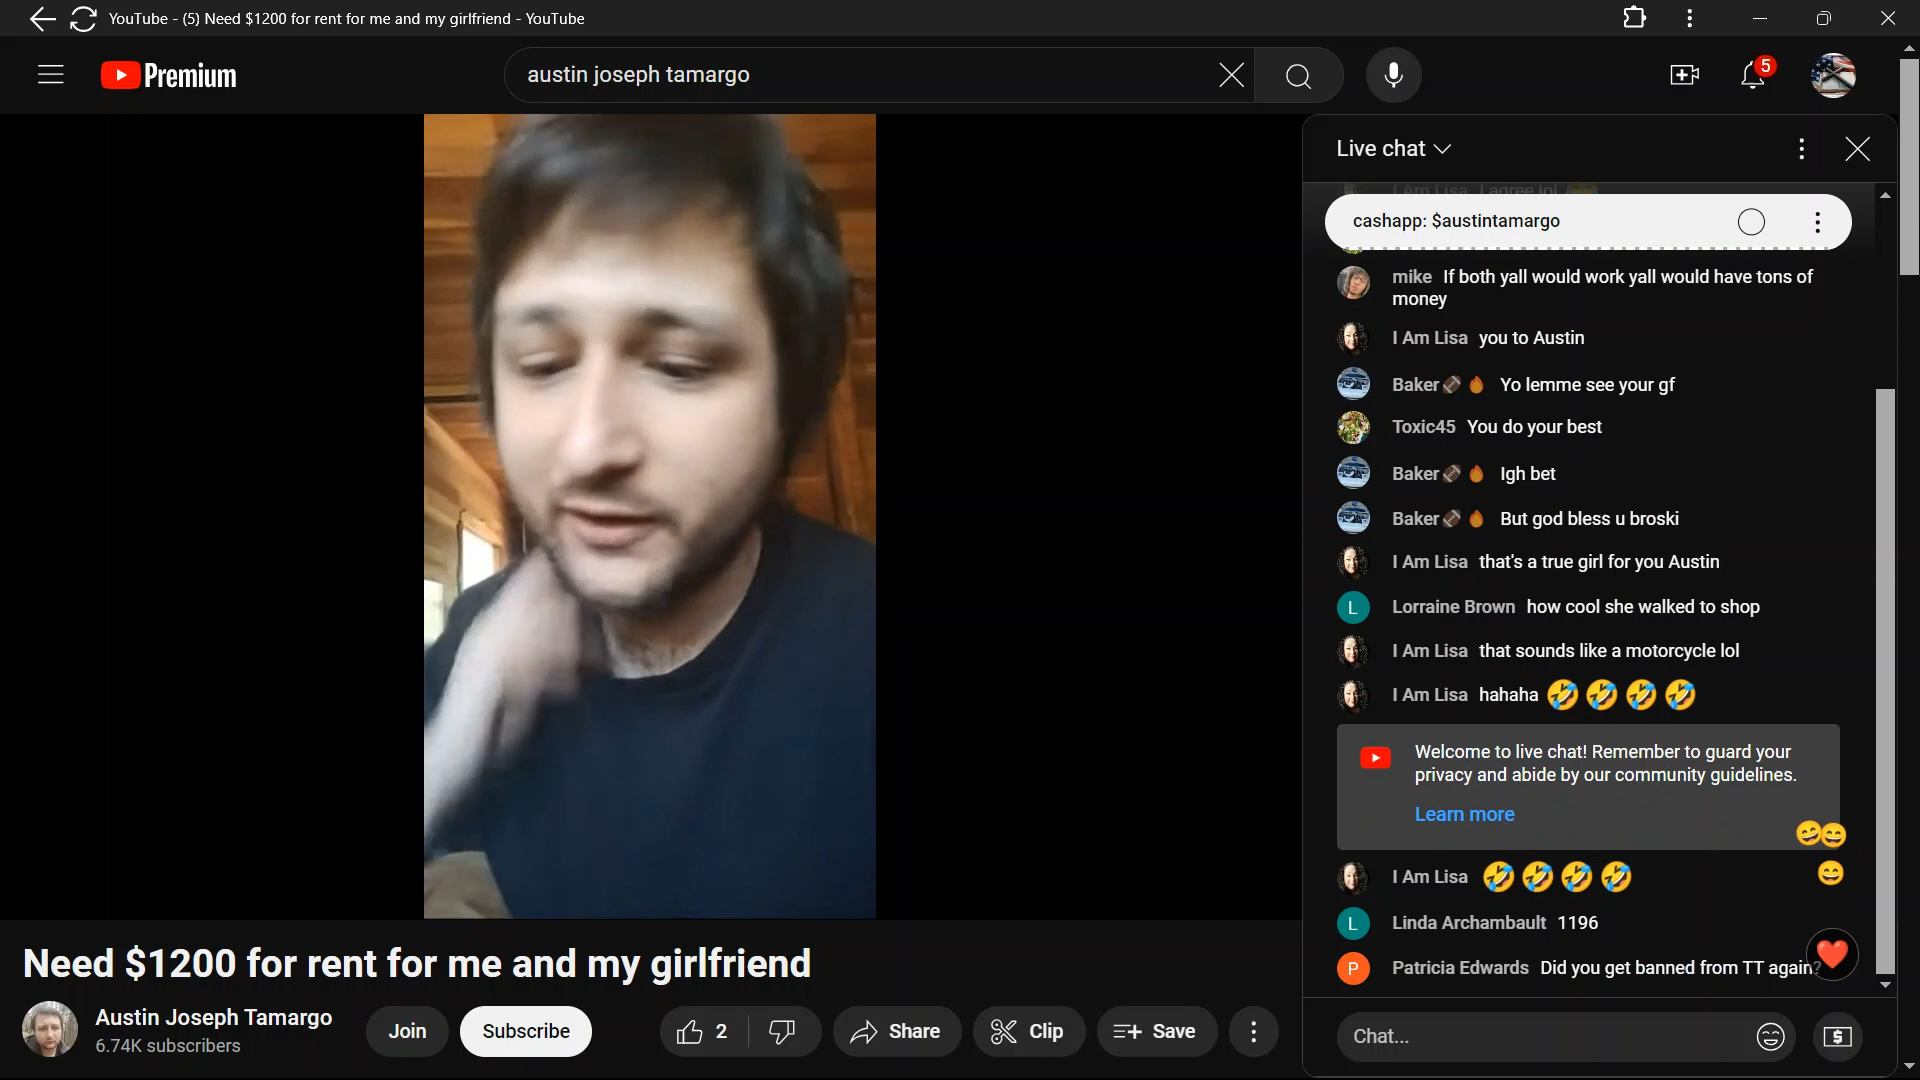 YouTube - (5) Need $1200 for rent for me and my girlfriend - YouTube
Premium
austin joseph tamargo
5
Live chat
I Am Lisa I agree lol
cashapp: $austintamargo
mike If both yall would work yall would have tons of
money
I Am Lisa you to Austin
Baker Yo lemme see your gf
Toxic45 You do your best
Baker Igh bet
Baker But god bless u broski
I Am Lisa that's a true girl for you Austin
L Lorraine Brown how cool she walked to shop
I Am Lisa that sounds like a motorcycle lol
I Am Lisa hahaha 🤣 🤣 🤣 🤣
Welcome to live chat! Remember to guard your
privacy and abide by our community guidelines.
Learn more
I Am Lisa 🤣 🤣 🤣 🤣
L Linda Archambault 1196
P Patricia Edwards Did you get banned from TT again?
Chat...
Need $1200 for rent for me and my girlfriend
Austin Joseph Tamargo
6.74K subscribers
Join
Subscribe
2
Share
Clip
Save